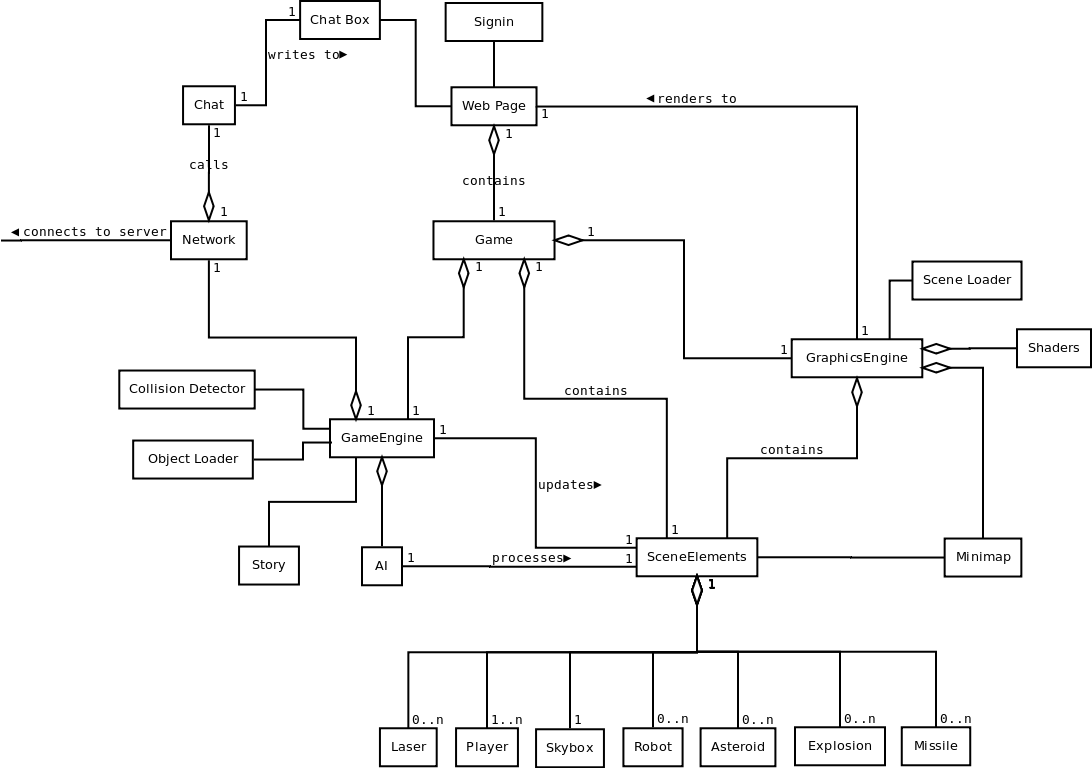 1
Chat Box
Signin
writes to►
Chat
1
Web Page
1
◄renders to
1
1
calls
contains
1
1
◄connects to server
Network
Game
1
1
1
1
Scene Loader
1
1
GraphicsEngine
Shaders
Collision Detector
contains
1
1
GameEngine
1
Object Loader
contains
updates►
1
1
SceneElements
Minimap
Story
AI
1
processes►
1
1
0..n
1..n
1
0..n
0..n
0..n
0..n
Laser
Player
Skybox
Robot
Asteroid
Explosion
Missile